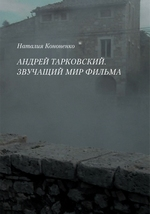 Наталия Кононенко
АНДРЕЙ ТАРКОВСКИЙ.
ЗВУЧАЩИЙ МИР ФИЛЬМА